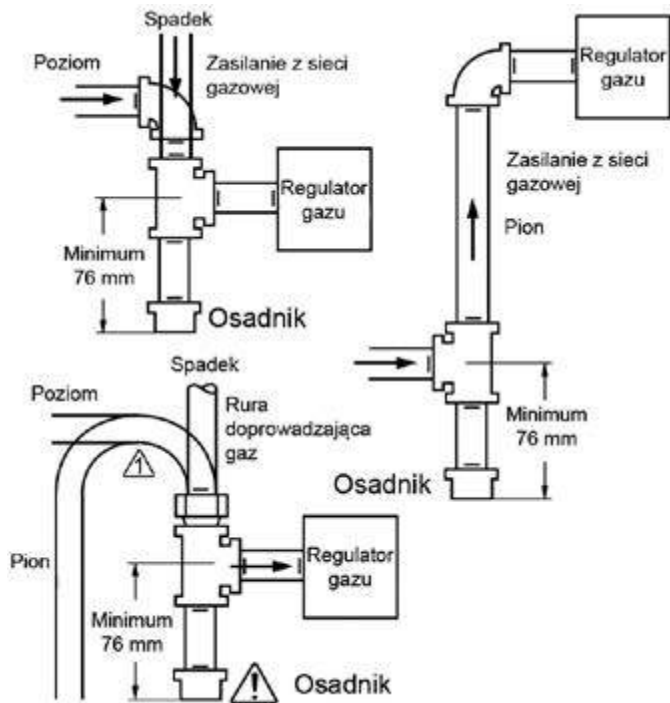 Spadek
Poziom
Zasilanie z sieci
gazowej
Regulator
gazu
Minimum
76 mm
Osadnik
Regulator
gazu
Zasilanie z sieci
gazowej
Pion
Minimum
76 mm
Osadnik
Spadek
Poziom
Rura
doprowadzająca
gaz
1
Pion
Regulator
gazu
Minimum
76 mm
!
Osadnik